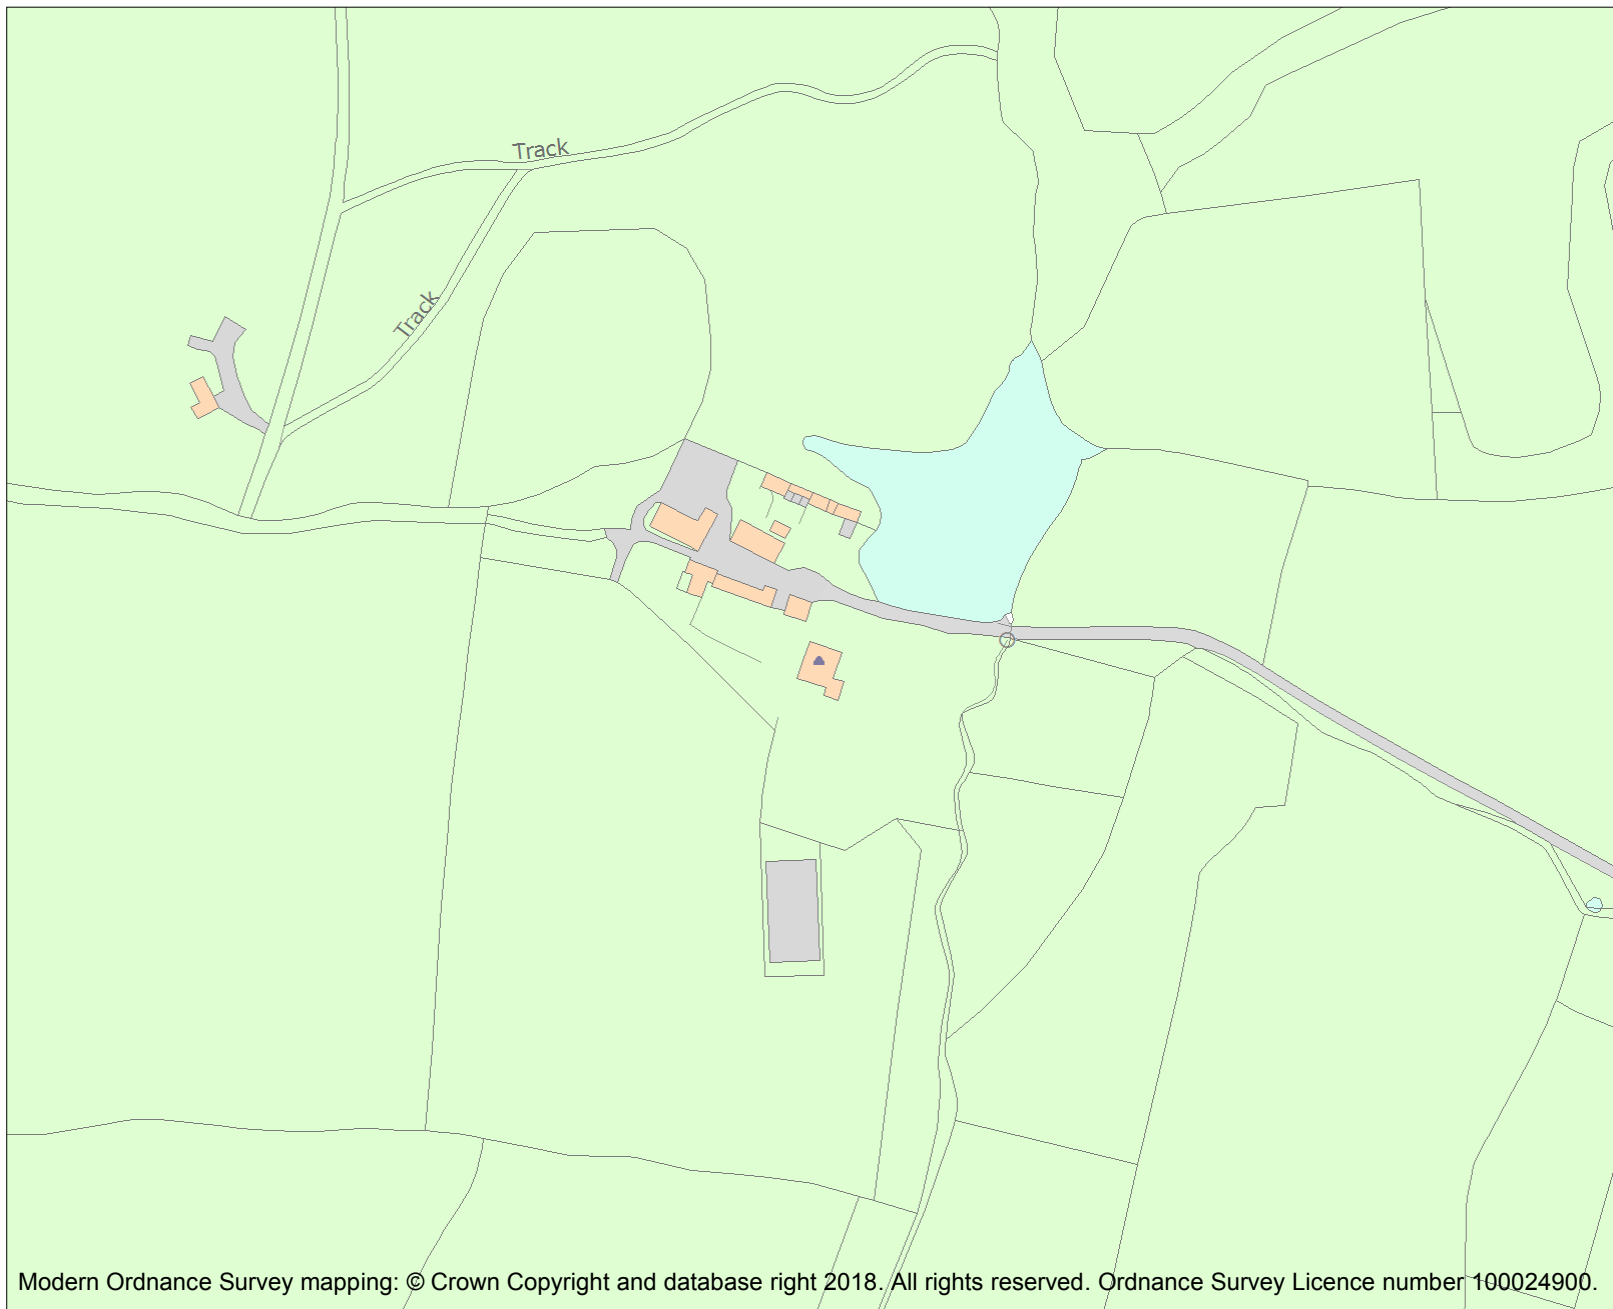 Track
Track
Modern Ordnance Survey mapping: © Crown Copyright and database right 2018. All rights reserved. Ordnance Survey Licence number 100024900.